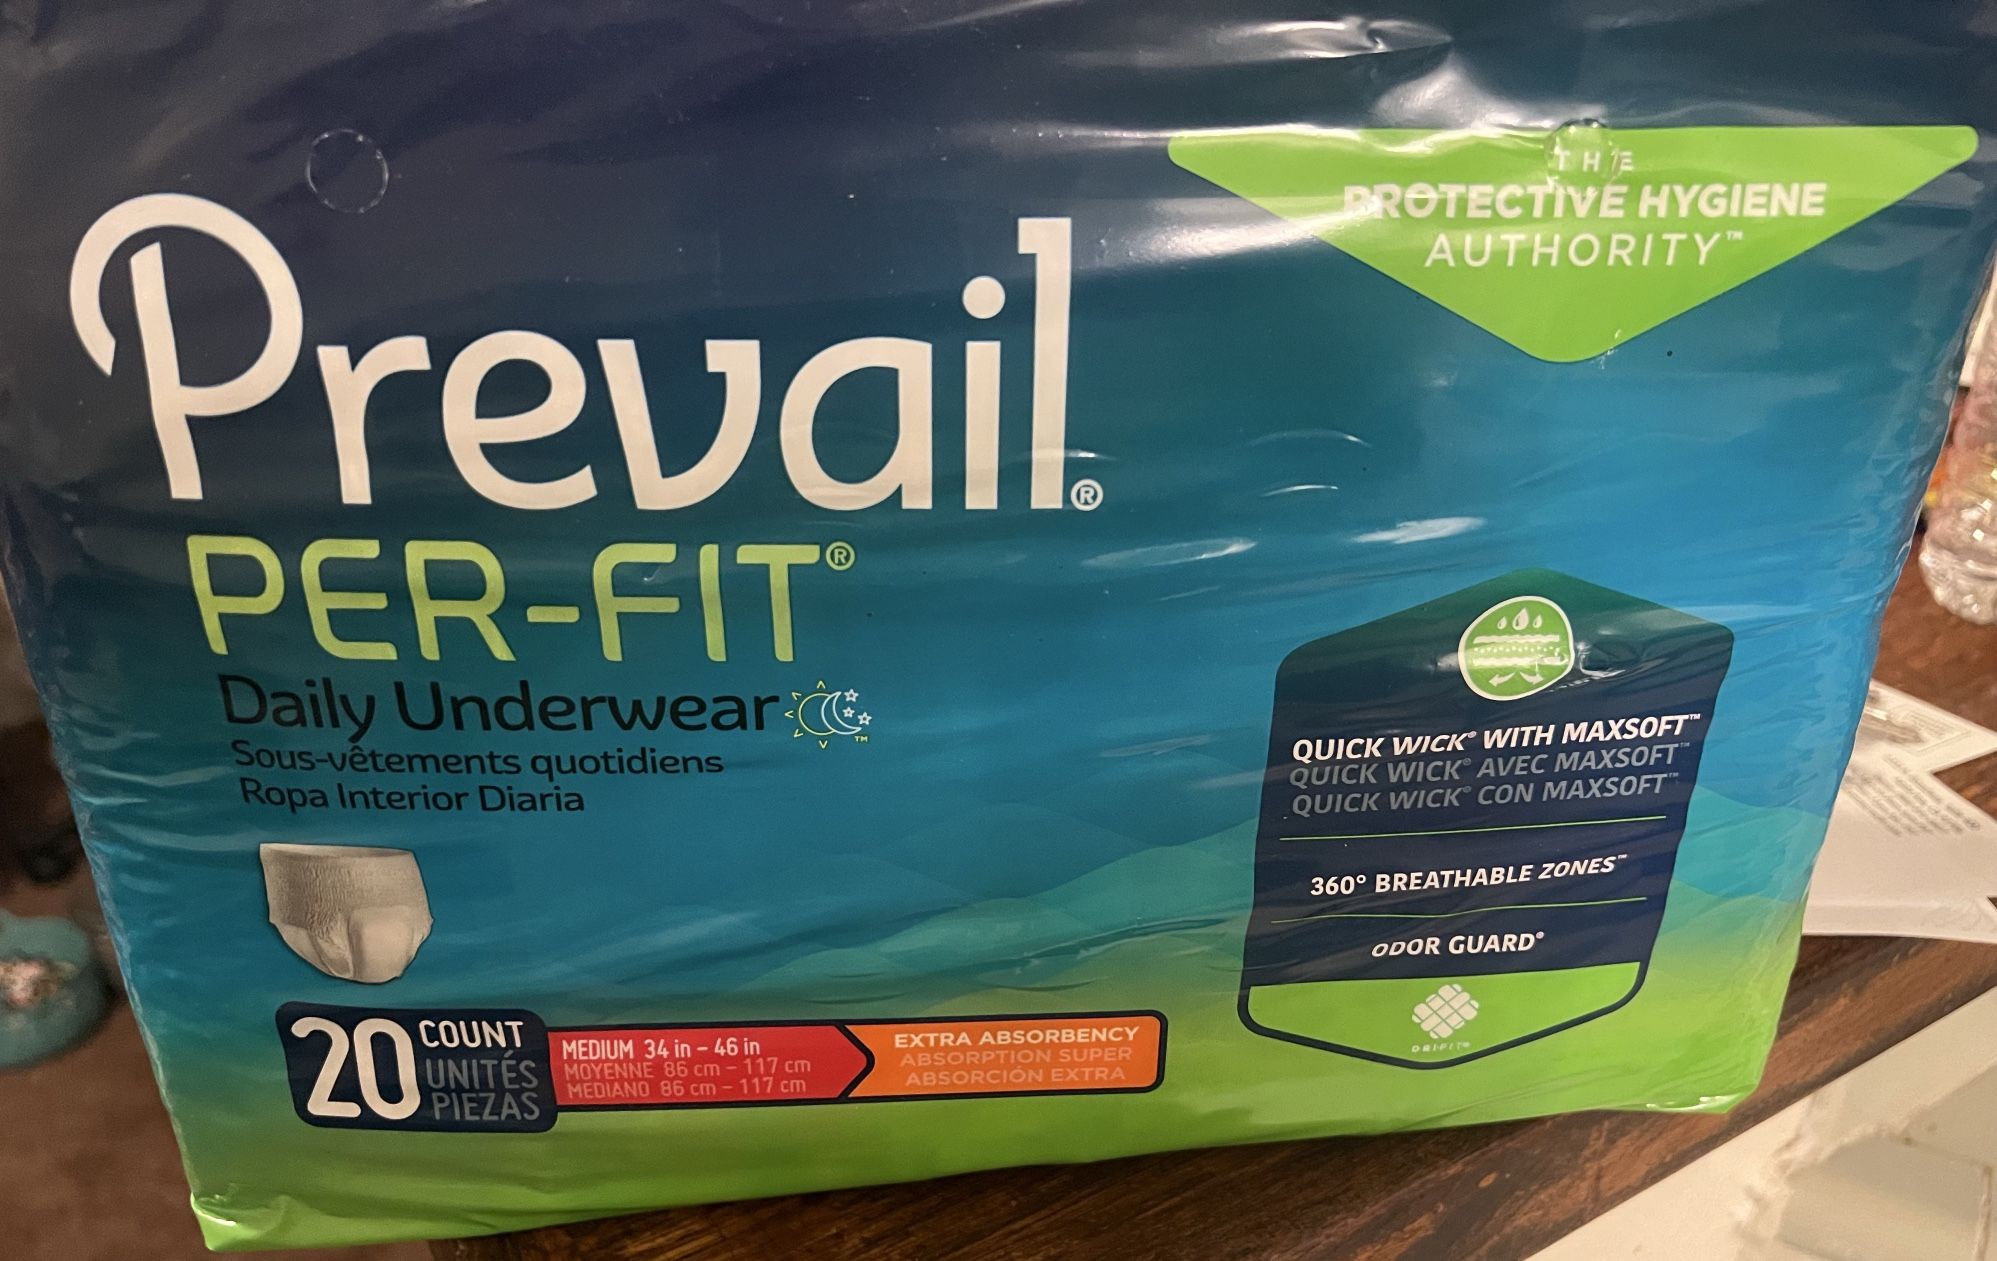 THE
PROTECTIVE HYGIENE
AUTHORITY™
Prevail®
PER-FIT®
Daily Underwear
™
Sous-vêtements quotidiens
Ropa Interior Diaria
QUICK WICK® WITH MAXSOFT™
QUICK WICK® AVEC MAXSOFT™
QUICK WICK® CON MAXSOFT™
360° BREATHABLE ZONES™
ODOR GUARD®
DRI-FIT™
20 COUNT
UNITÉS
PIEZAS
MEDIUM 34 in – 46 in
MOYENNE 86 cm – 117 cm
MEDIANO 86 cm – 117 cm
EXTRA ABSORBENCY
ABSORPTION SUPER
ABSORCIÓN EXTRA